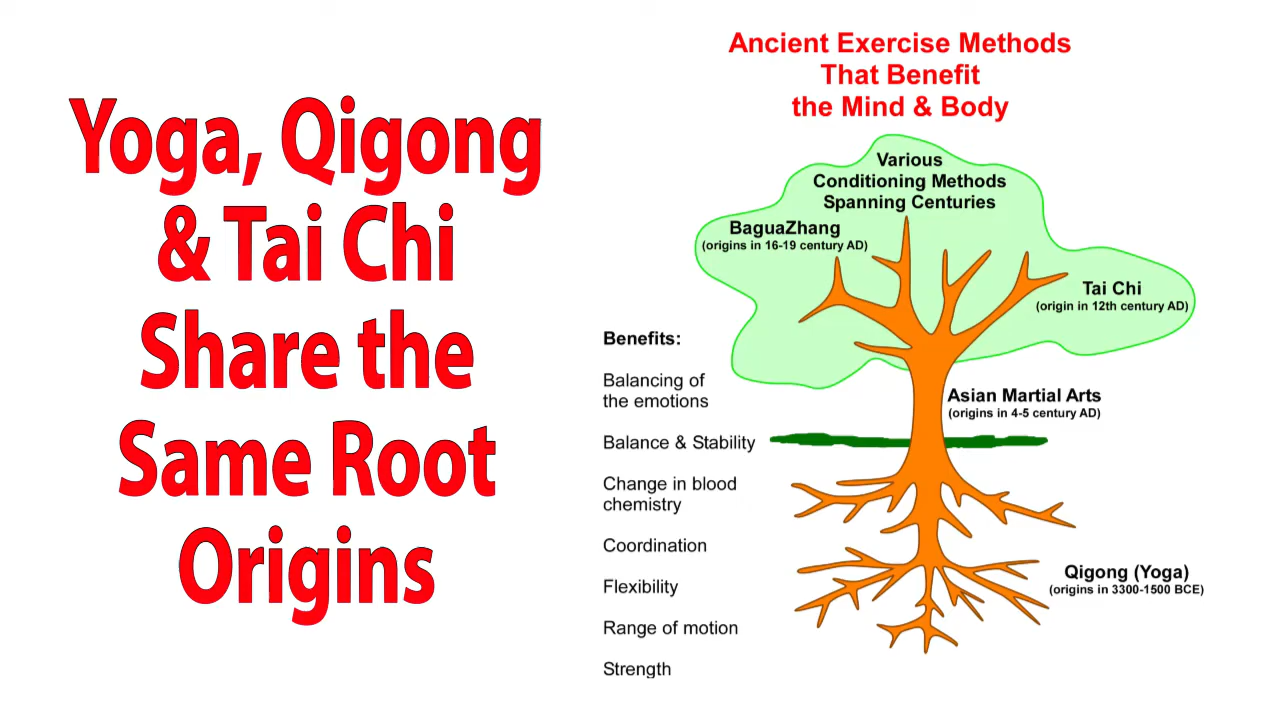 Yoga, Qigong
& Tai Chi
Share the
Same Root
Origins
Ancient Exercise Methods
That Benefit
the Mind & Body
Various
Conditioning Methods
Spanning Centuries
BaguaZhang
(origins in 16-19 century AD)
Tai Chi
(origin in 12th century AD)
Asian Martial Arts
(origins in 4-5 century AD)
Qigong (Yoga)
(origins in 3300-1500 BCE)
Benefits:
Balancing of
the emotions
Balance & Stability
Change in blood
chemistry
Coordination
Flexibility
Range of motion
Strength